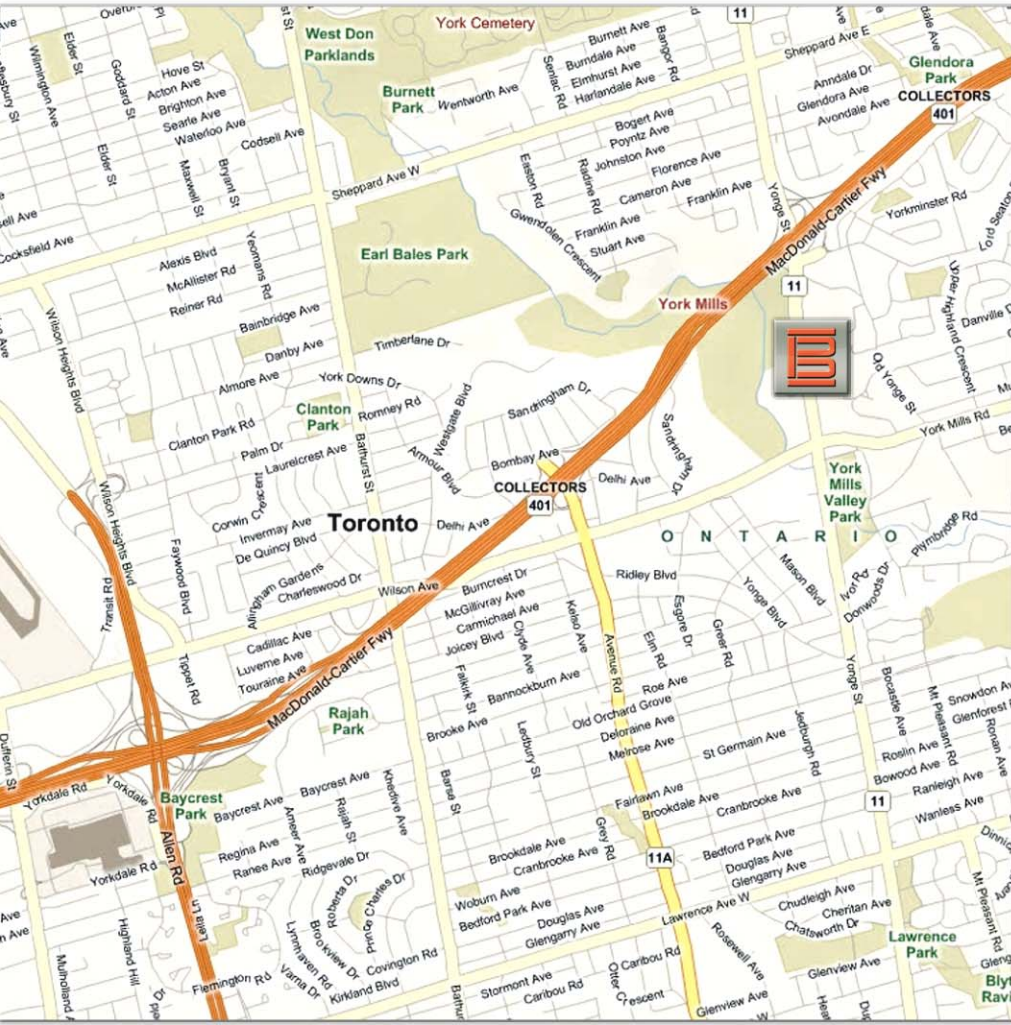 Elder St
York Cemetery
11
West Don
Parklands
Burnett Ave
Burndale Ave
Elmhurst Ave
Harlandale Ave
Senlac Rd
Bangor Rd
Sheppard Ave E
Glendora
Park
COLLECTORS
401
Wilmington Ave
Goddard St
Hove St
Acton Ave
Brighton Ave
Searle Ave
Waterloo Ave
Codsell Ave
Burnett
Park
Wentworth Ave
Anndale Dr
Glendora Ave
Avondale Ave
Bogert Ave
Poyntz Ave
Johnston Ave
Florence Ave
Cameron Ave
Franklin Ave
Franklin Ave
Stuart Ave
Elder St
Maxwell St
Bryant St
Sheppard Ave W
Easton Rd
Radine Rd
Gwendolen Crescent
Yonge St
MacDonald-Cartier Fwy
Yorkminster Rd
Cocksfield Ave
Alexis Blvd
McAllister Rd
Reiner Rd
Yeomans Rd
Earl Bales Park
York Mills
11
Upper Highland Crescent
Bainbridge Ave
Danby Ave
Timberlane Dr
Wilson Heights Blvd
B
Old Yonge St
Almore Ave
York Downs Dr
Romney Rd
Westgate Blvd
Sandringham Dr
Sandringham Dr
Clanton
Park
Clanton Park Rd
Palm Dr
Laurelcrest Ave
Bathurst St
Armour Blvd
Bombay Ave
Delhi Ave
York Mills Rd
COLLECTORS
401
York
Mills
Valley
Park
Wilson Heights Blvd
Corwin Crescent
Invermay Ave
De Quincy Blvd
Toronto
Delhi Ave
ONTARIO
Plymbridge Rd
Transit Rd
Faywood Blvd
Allingham Gardens
Charleswood Dr
Wilson Ave
Burncrest Dr
McGillivray Ave
Carmichael Ave
Joicey Blvd
Ridley Blvd
Yonge Blvd
Mason Blvd
Ivor Rd
Donwoods Dr
Cadillac Ave
Luverne Ave
Touraine Ave
MacDonald-Cartier Fwy
Clyde Ave
Kelso Ave
Avenue Rd
Elm Rd
Esgore Dr
Greer Rd
Tippet Rd
Falkirk St
Bannockburn Ave
Roe Ave
Yonge St
Bocastle Ave
Mt Pleasant Rd
Rajah
Park
Brooke Ave
Ledbury St
Old Orchard Grove
Deloraine Ave
Melrose Ave
St Germain Ave
Jedburgh Rd
Ronan Ave
Roslin Ave
Bowood Ave
Ranleigh Ave
Wanless Ave
Dufferin St
Yorkdale Rd
Yorkdale Rd
Baycrest
Park
Baycrest Ave
Baycrest Ave
Khedive Ave
Barse St
Fairlawn Ave
Brookdale Ave
Cranbrooke Ave
11
Allen Rd
Ameer Ave
Rajah St
Regina Ave
Ranee Ave
Ridgevale Dr
Brookdale Ave
Cranbrooke Ave
Grey Rd
11A
Bedford Park Ave
Douglas Ave
Glengarry Ave
Yorkdale Rd
Roberta Dr
Prince Charles Dr
Woburn Ave
Bedford Park Ave
Douglas Ave
Glengarry Ave
Lawrence Ave W
Chudleigh Ave
Cheritan Ave
Chatsworth Dr
Mt Pleasant Rd
Leila Ln
Highland Hill
Lynnhaven Rd
Brookview Dr
Covington Rd
Varna Dr
Kirkland Blvd
Flemington Rd
Stormont Ave
Caribou Rd
Caribou Rd
Otter Crescent
Rosewell Ave
Glenview Ave
Glenview Ave
Lawrence
Park